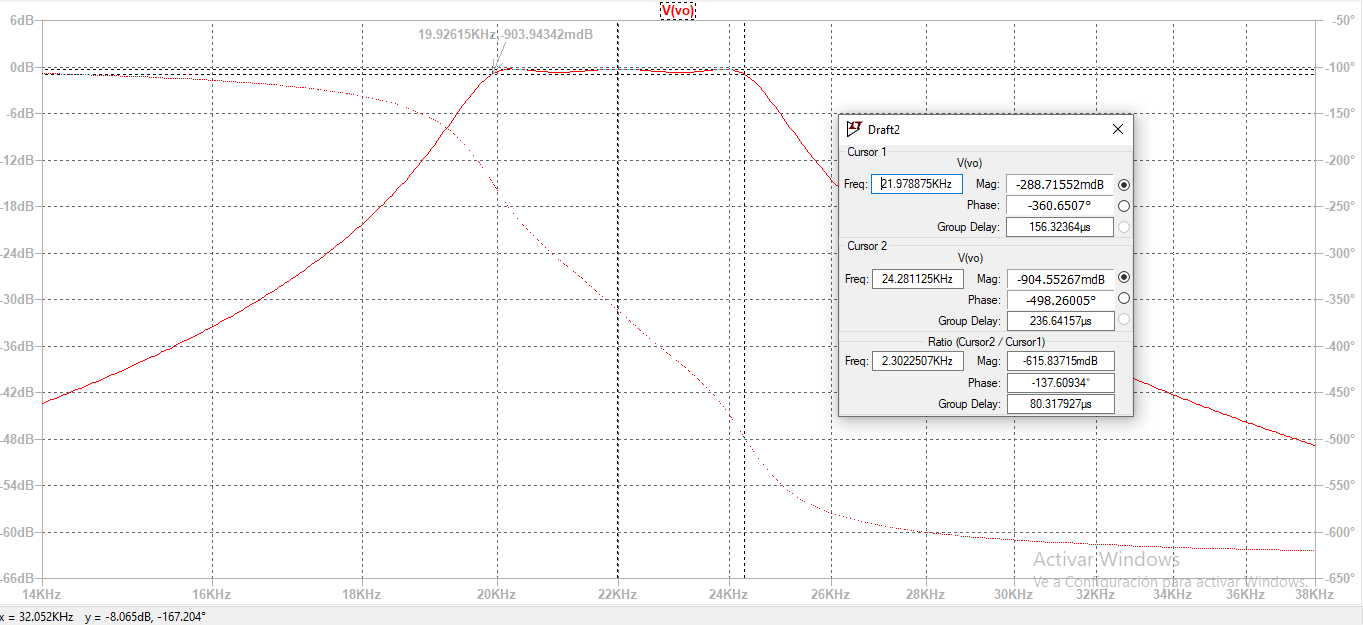 V(vo)
6dB
0dB
-6dB
-12dB
-18dB
-24dB
-30dB
-36dB
-42dB
-48dB
-54dB
-60dB
-66dB
19.92615KHz,-903.94342mdB
-50°
-100°
-150°
-200°
-250°
-300°
-350°
-400°
-450°
-500°
-550°
-600°
-650°
Draft2
Cursor 1
V(vo)
Freq: 21.978875KHz Mag: -288.71552mdB
Phase: -360.6507°
Group Delay: 156.32364µs
Cursor 2
V(vo)
Freq: 24.281125KHz Mag: -904.55267mdB
Phase: -498.26005°
Group Delay: 236.64157µs
Ratio (Cursor2 / Cursor1)
Freq: 2.3022507KHz Mag: -615.83715mdB
Phase: -137.60934°
Group Delay: 80.317927µs
Activar Windows
Ve a Configuración para activar Windows.
14KHz 16KHz 18KHz 20KHz 22KHz 24KHz 26KHz 28KHz 30KHz 32KHz 34KHz 36KHz 38KHz
x = 32.052KHz y = -8.065dB, -167.204°